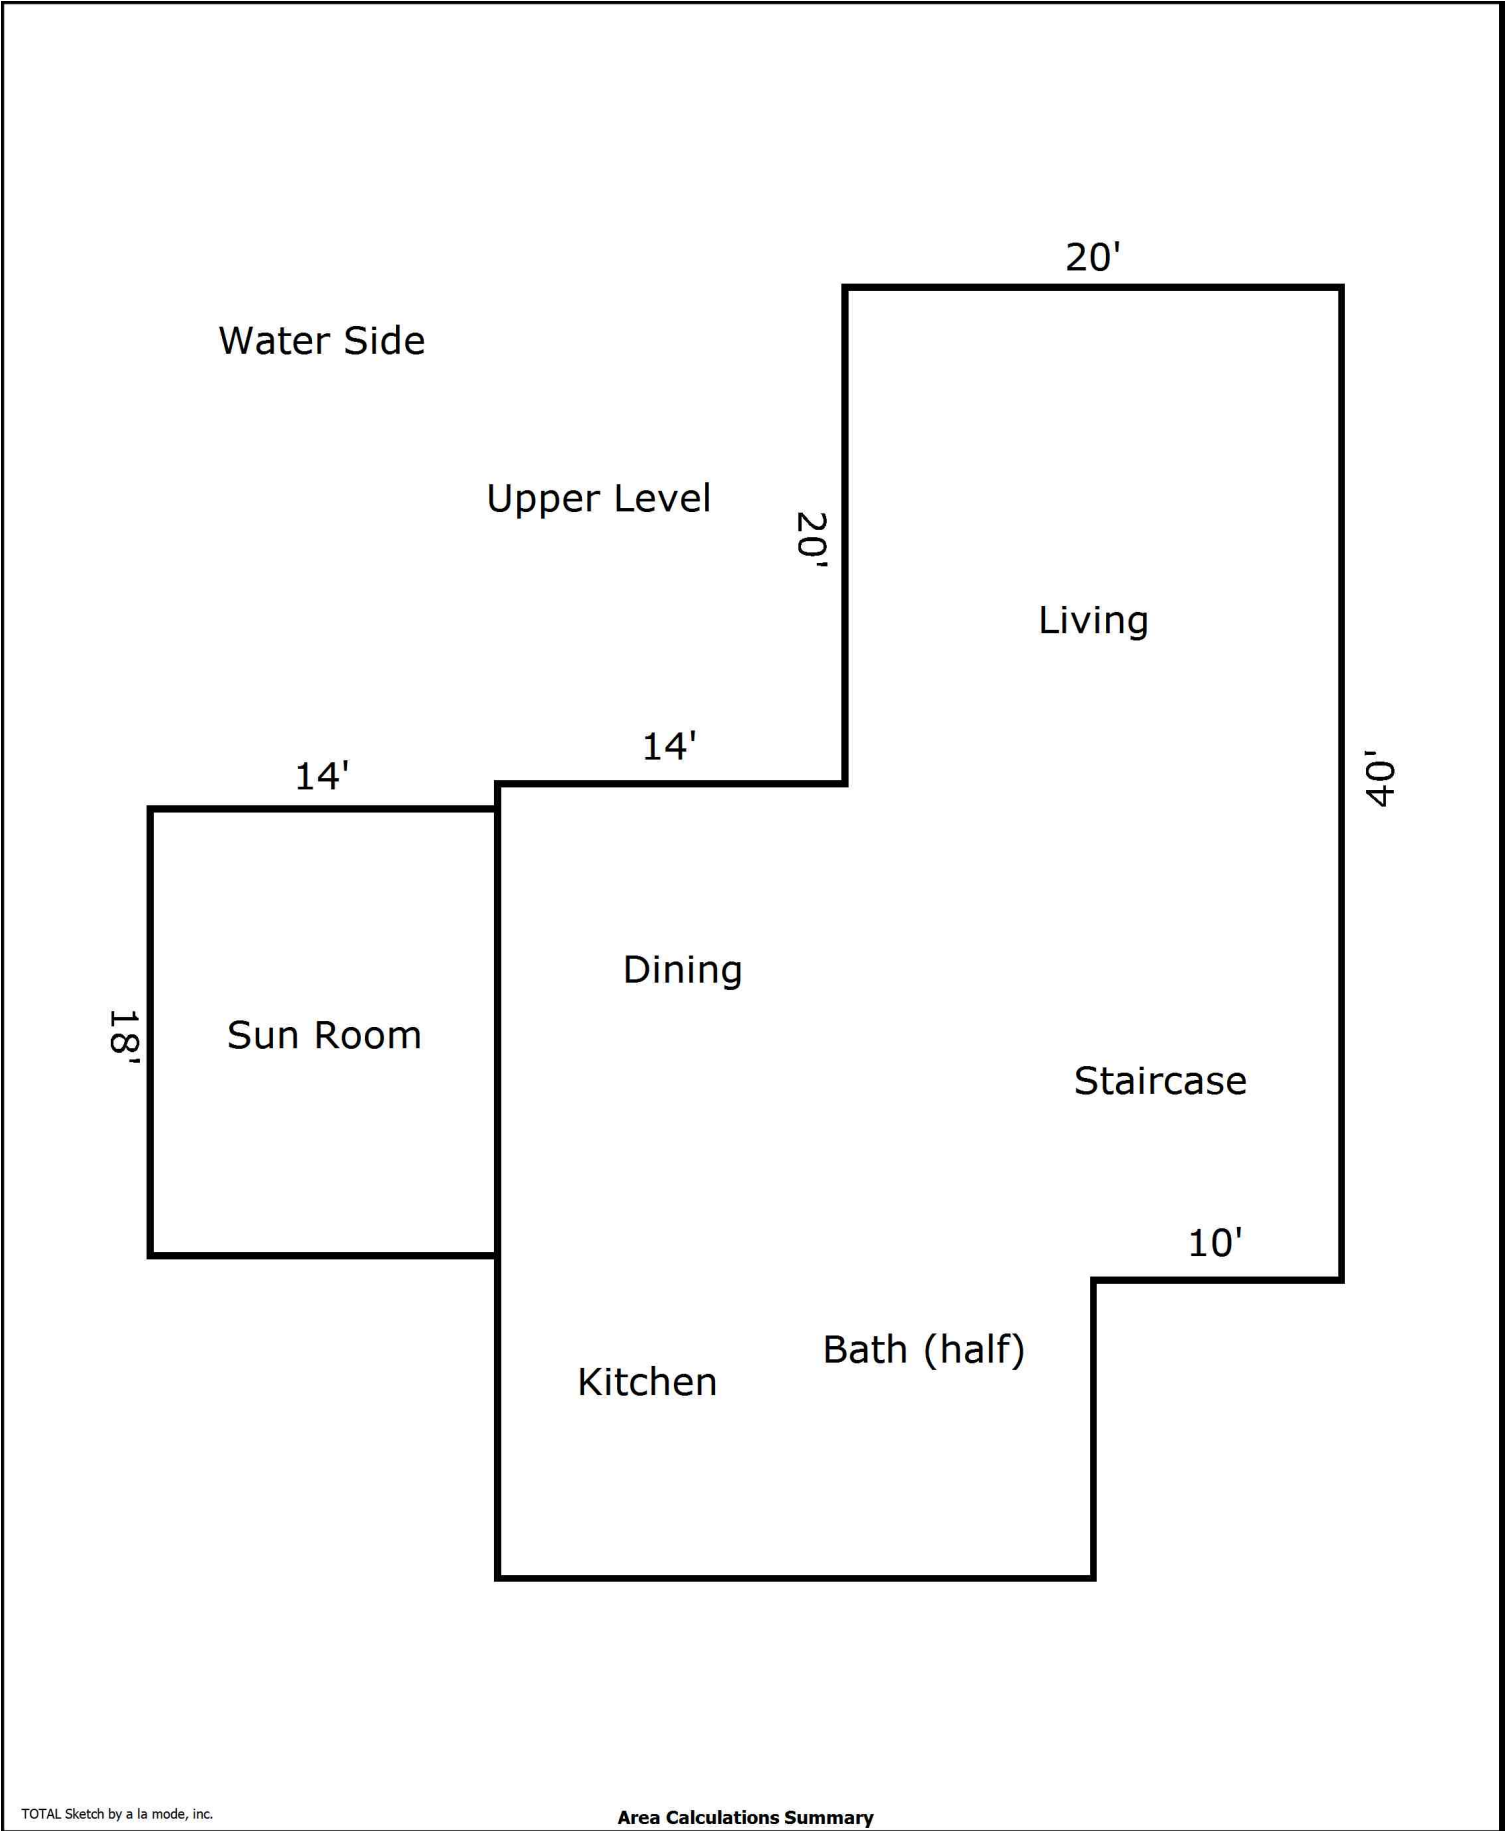 20'
Water Side
Upper Level
20'
Living
14'
14'
40'
Dining
18'
Sun Room
Staircase
10'
Bath (half)
Kitchen
TOTAL Sketch by a la mode, inc.
Area Calculations Summary